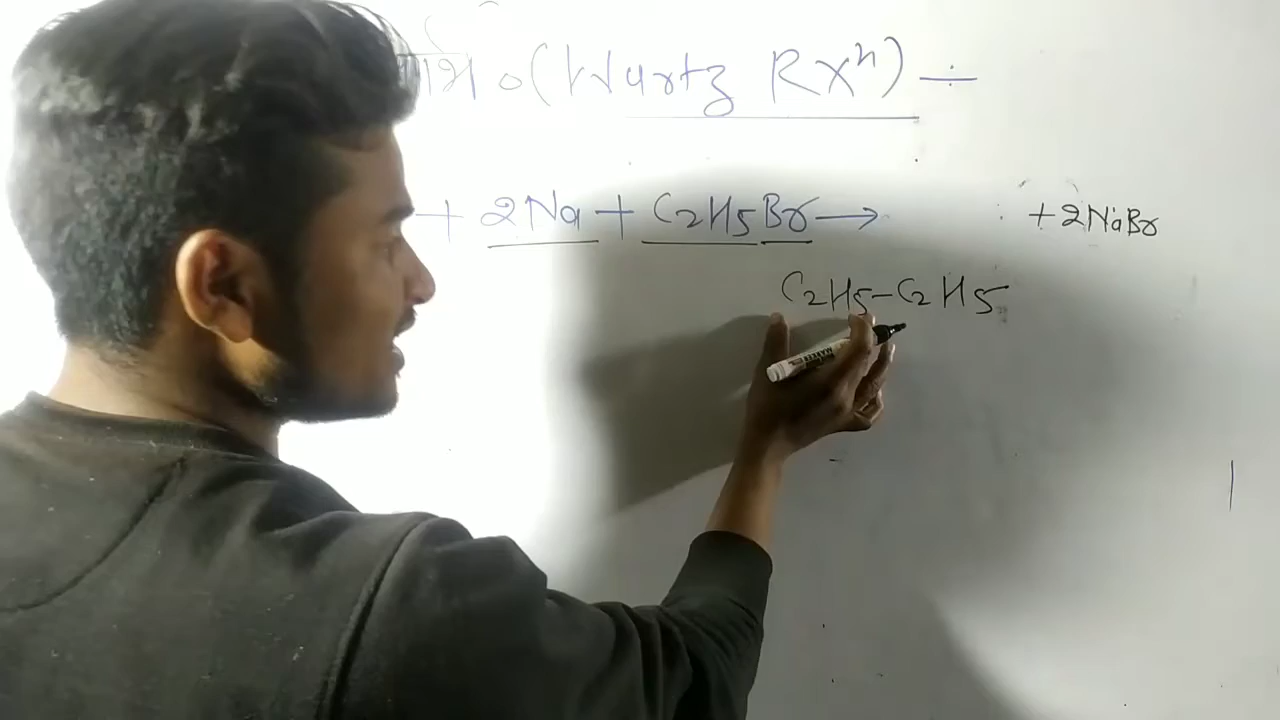 (Wurtz RXⁿ) ÷
+ 2Na + C2H5Br → + 2NaBr
C2H5-C2H5